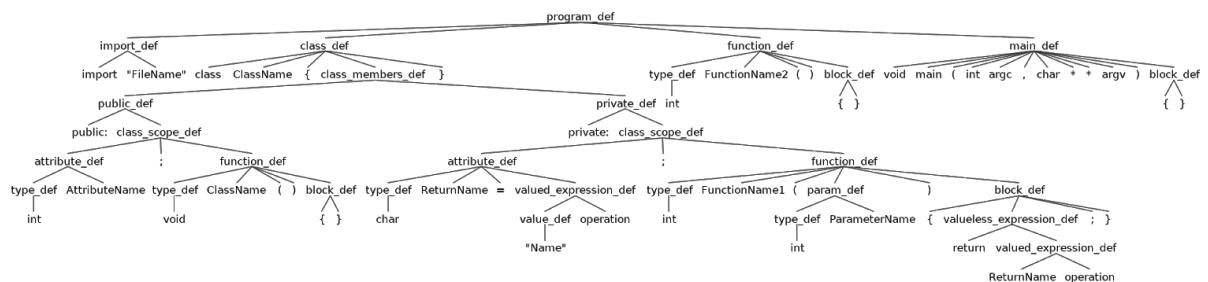 program_def
import_def class_def function_def main_def
import "FileName" class ClassName { class_members_def } type_def FunctionName2 ( ) block_def void main ( int argc , char * * argv ) block_def
public_def private_def int { } { }
public: class_scope_def private: class_scope_def
attribute_def ; function_def attribute_def ; function_def
type_def AttributeName type_def ClassName ( ) block_def type_def ReturnName = valued_expression_def type_def FunctionName1 ( param_def ) block_def
int void { } char value_def operation int type_def ParameterName { valueless_expression_def ; }
"Name" int return valued_expression_def
ReturnName operation